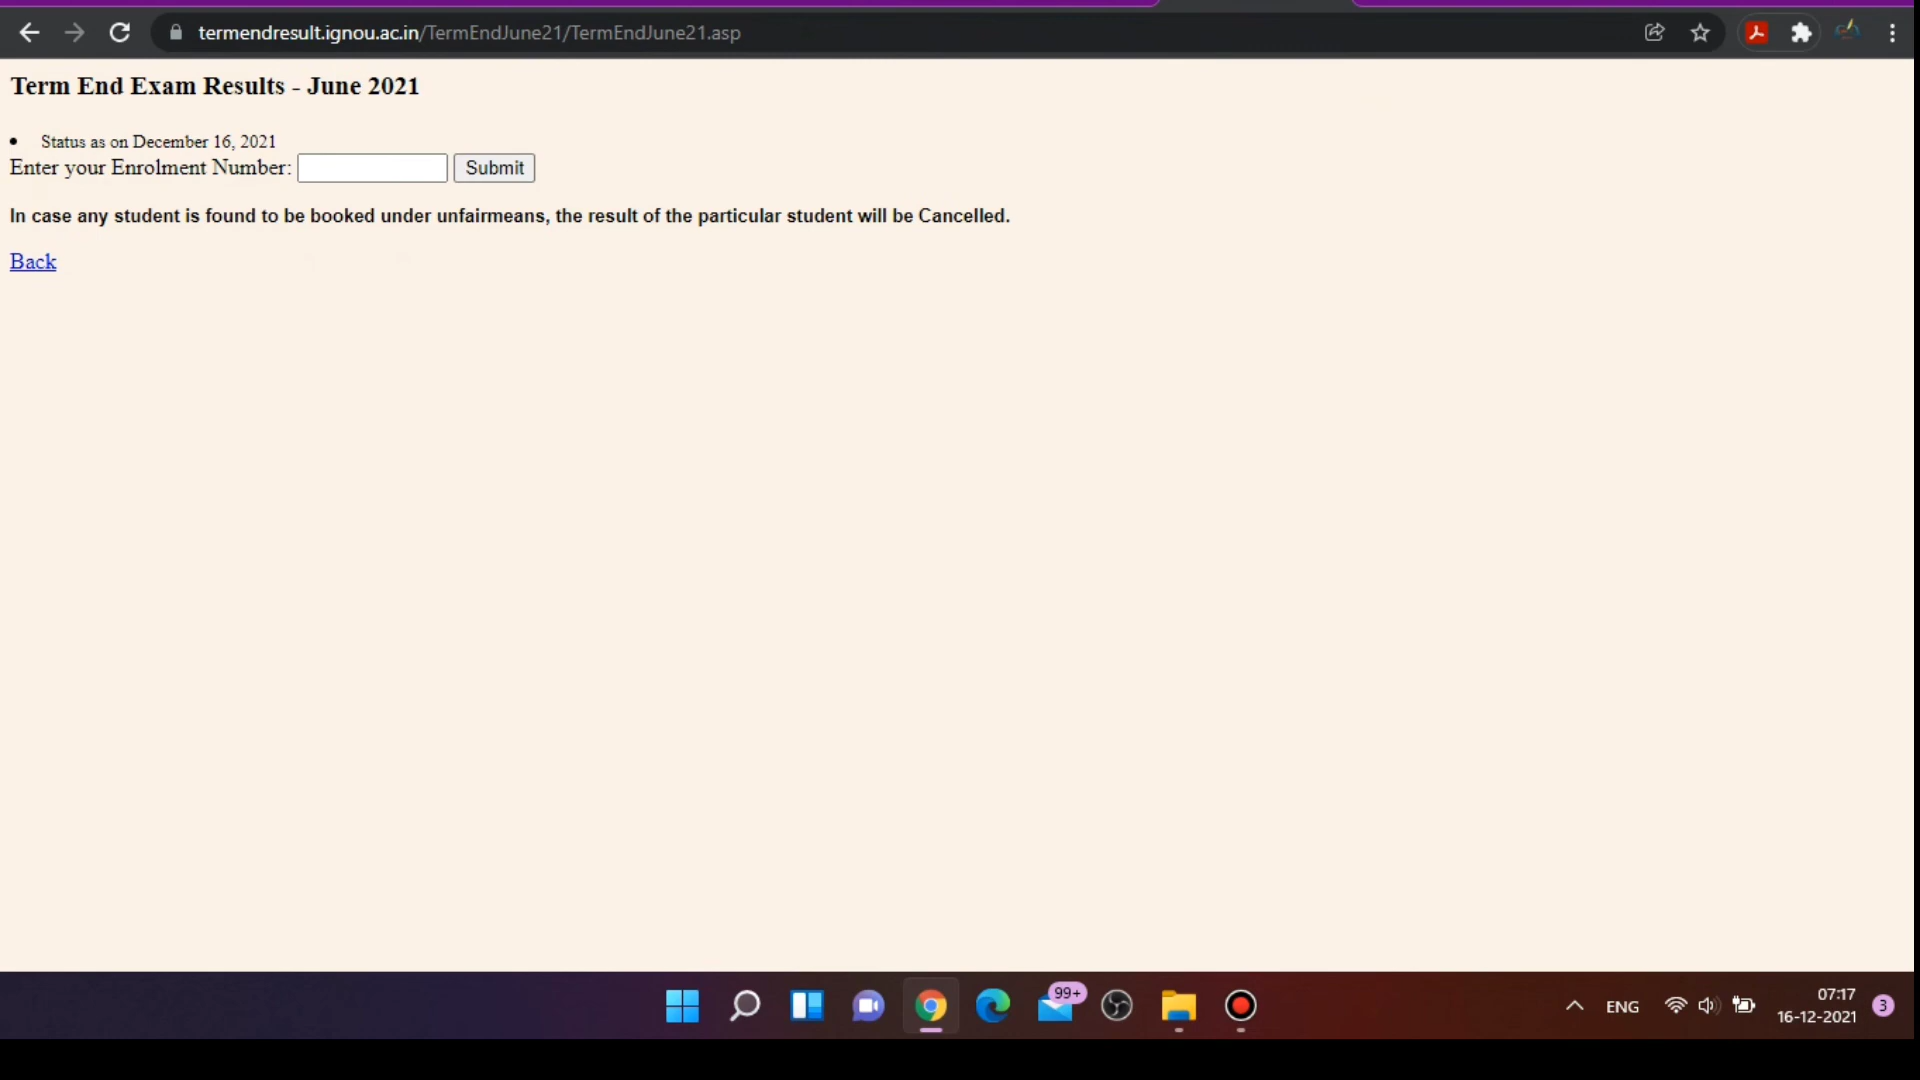 termendresult.ignou.ac.in/TermEndJune21/TermEndJune21.asp
Term End Exam Results - June 2021
• Status as on December 16, 2021
Enter your Enrolment Number: Submit
In case any student is found to be booked under unfairmeans, the result of the particular student will be Cancelled.
Back
99+
ENG
07:17
16-12-2021
3